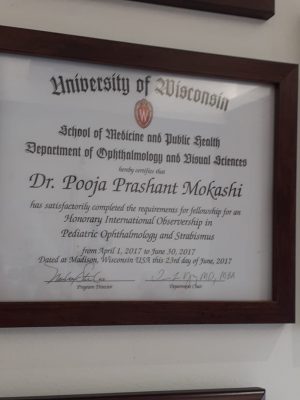 University of Wisconsin
School of Medicine and Public Health
Department of Ophthalmology and Visual Sciences
hereby certifies that
Dr. Pooja Prashant Mokashi
has satisfactorily completed the requirements for fellowship for an
Honorary International Observership in
Pediatric Ophthalmology and Strabismus
from April 1, 2017 to June 30, 2017
Dated at Madison, Wisconsin USA this 23rd day of June, 2017
MD, MBA
Program Director Department Chair